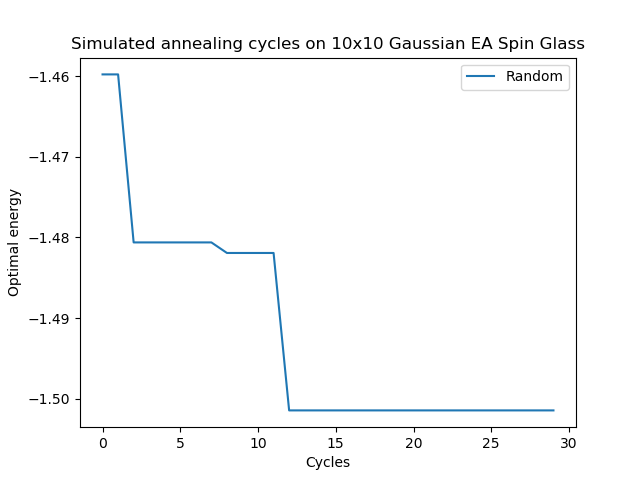 Simulated annealing cycles on 10x10 Gaussian EA Spin Glass
Random
Optimal energy
−1.46
−1.47
−1.48
−1.49
−1.50
0 5 10 15 20 25 30
Cycles